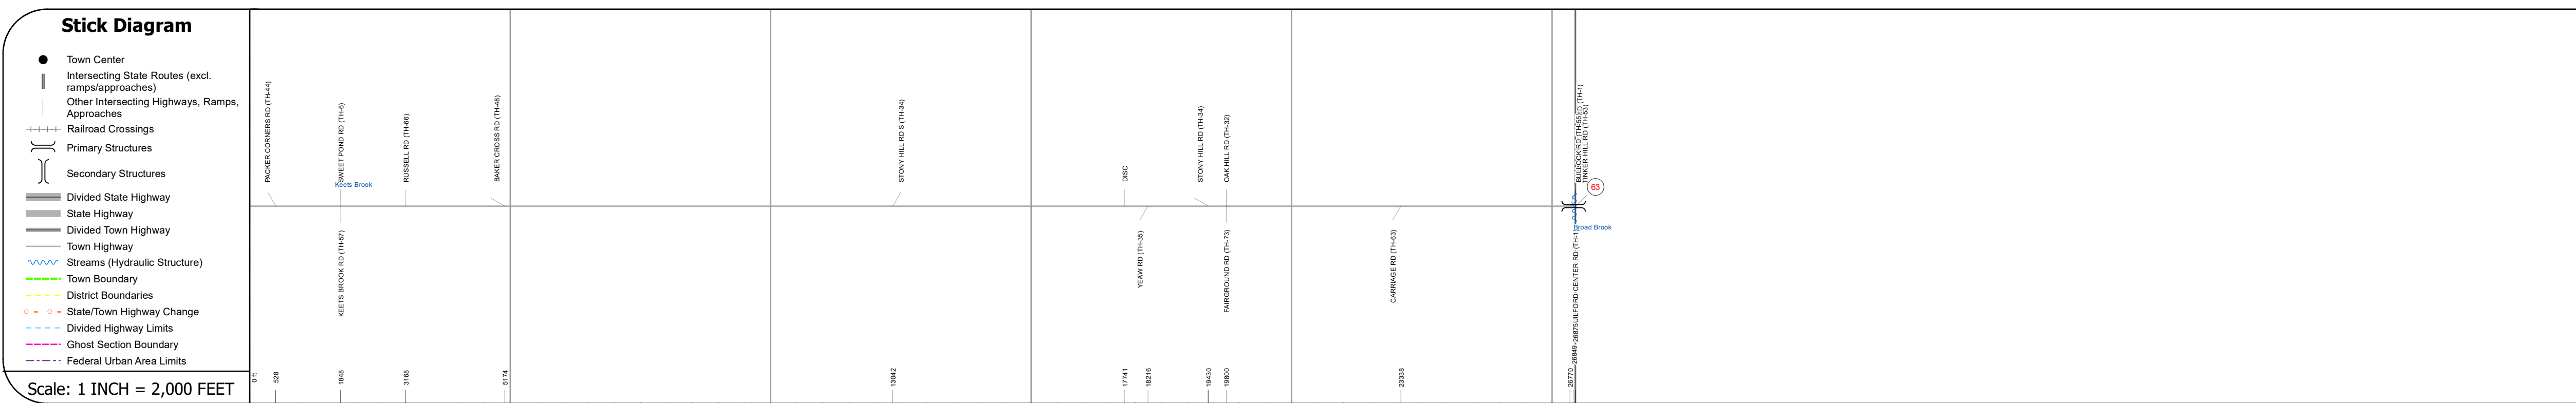 Stick Diagram
Town Center
Intersecting State Routes (excl.
ramps/approaches)
Other Intersecting Highways, Ramps,
Approaches
Railroad Crossings
Primary Structures
Secondary Structures
Divided State Highway
State Highway
Divided Town Highway
Town Highway
Streams (Hydraulic Structure)
Town Boundary
District Boundaries
State/Town Highway Change
Divided Highway Limits
Ghost Section Boundary
Federal Urban Area Limits
Scale: 1 INCH = 2,000 FEET
PACKER CORNERS RD (TH-44)
SWEET POND RD (TH-6)
RUSSELL RD (TH-66)
BAKER CROSS RD (TH-48)
STONY HILL RD S (TH-34)
DISC
STONY HILL RD (TH-34)
OAK HILL RD (TH-32)
BULLOCK RD (TH-55)
(TH-1)
TINKER HILL RD (TH-53)
Keets Brook
63
Broad Brook
KEETS BROOK RD (TH-57)
YEAW RD (TH-35)
FAIRGROUND RD (TH-73)
CARRIAGE RD (TH-63)
UILFORD CENTER RD (TH-1)
0 ft
528
1848
3168
5174
13042
17741
18216
19430
19800
23338
26770
26849
26875